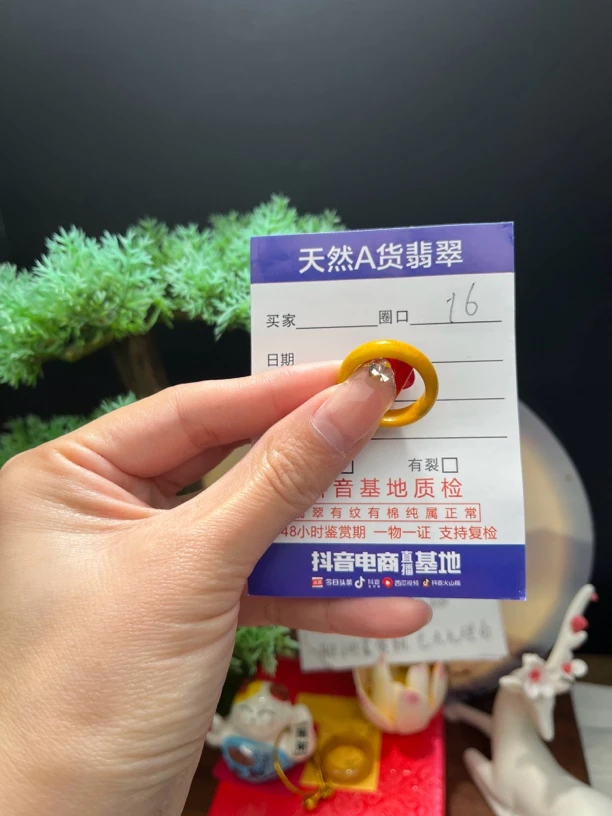 天然A货翡翠
买家 圈口 16
日期
有裂
音基地质检
翠有纹有棉纯属正常
48小时鉴赏期 一物一证 支持复检
抖音电商直播基地
今日头条 抖音 西瓜视频 抖音火山版